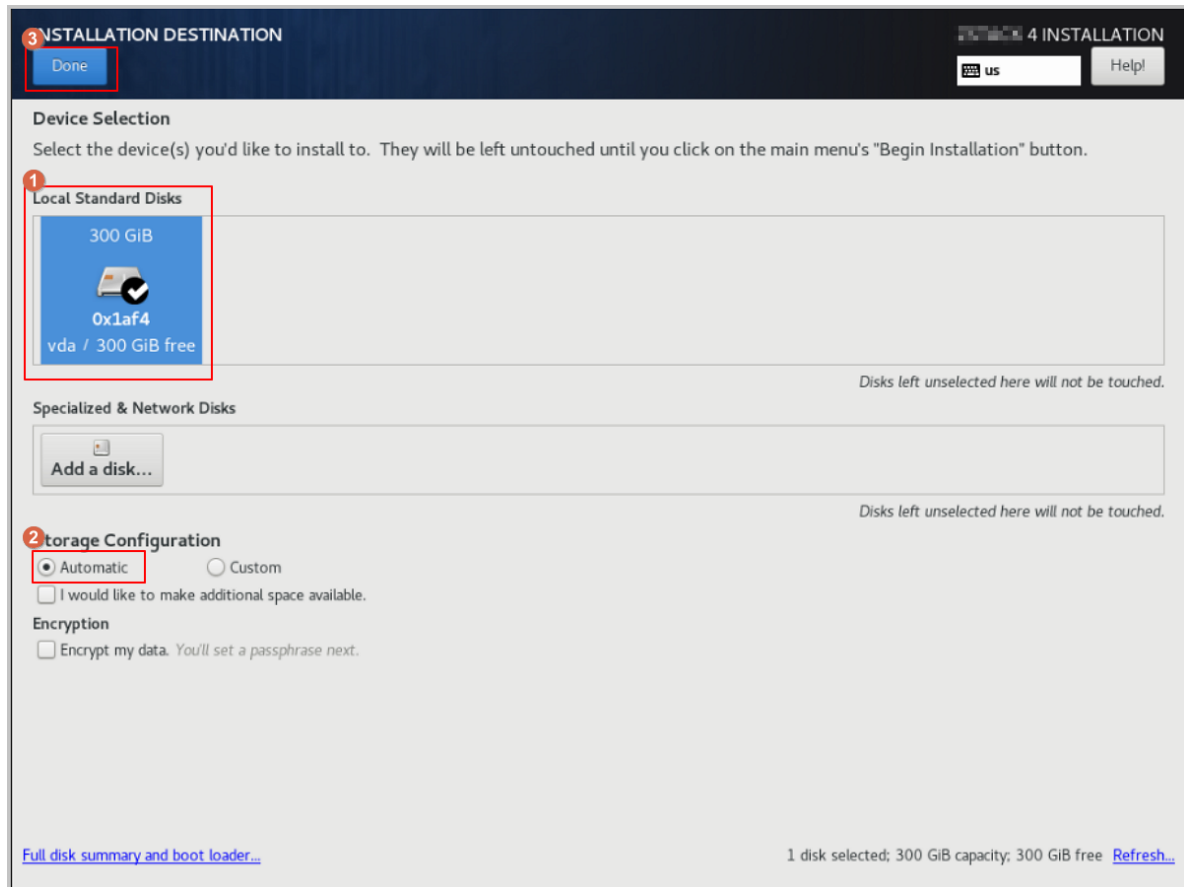 INSTALLATION DESTINATION
4 INSTALLATION
3
Done
us
Help!
Device Selection
Select the device(s) you'd like to install to. They will be left untouched until you click on the main menu's "Begin Installation" button.
1
Local Standard Disks
300 GiB
0x1af4
vda / 300 GiB free
Disks left unselected here will not be touched.
Specialized & Network Disks
Add a disk...
Disks left unselected here will not be touched.
2
Storage Configuration
Automatic
Custom
I would like to make additional space available.
Encryption
Encrypt my data. You'll set a passphrase next.
Full disk summary and boot loader...
1 disk selected; 300 GiB capacity; 300 GiB free Refresh...